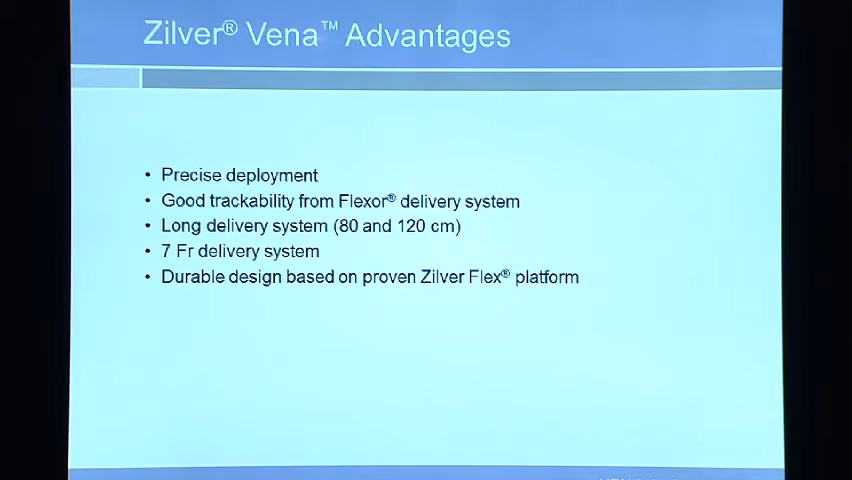 Zilver® Vena™ Advantages
• Precise deployment
• Good trackability from Flexor® delivery system
• Long delivery system (80 and 120 cm)
• 7 Fr delivery system
• Durable design based on proven Zilver Flex® platform